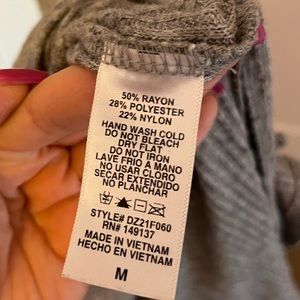 50% RAYON
28% POLYESTER
22% NYLON
HAND WASH COLD
DO NOT BLEACH
DRY FLAT
DO NOT IRON
LAVE FRIO A MANO
NO USAR CLORO
SECAR EXTENDIDO
NO PLANCHAR
STYLE# DZ21F060
RN# 149137
MADE IN VIETNAM
HECHO EN VIETNAM
M